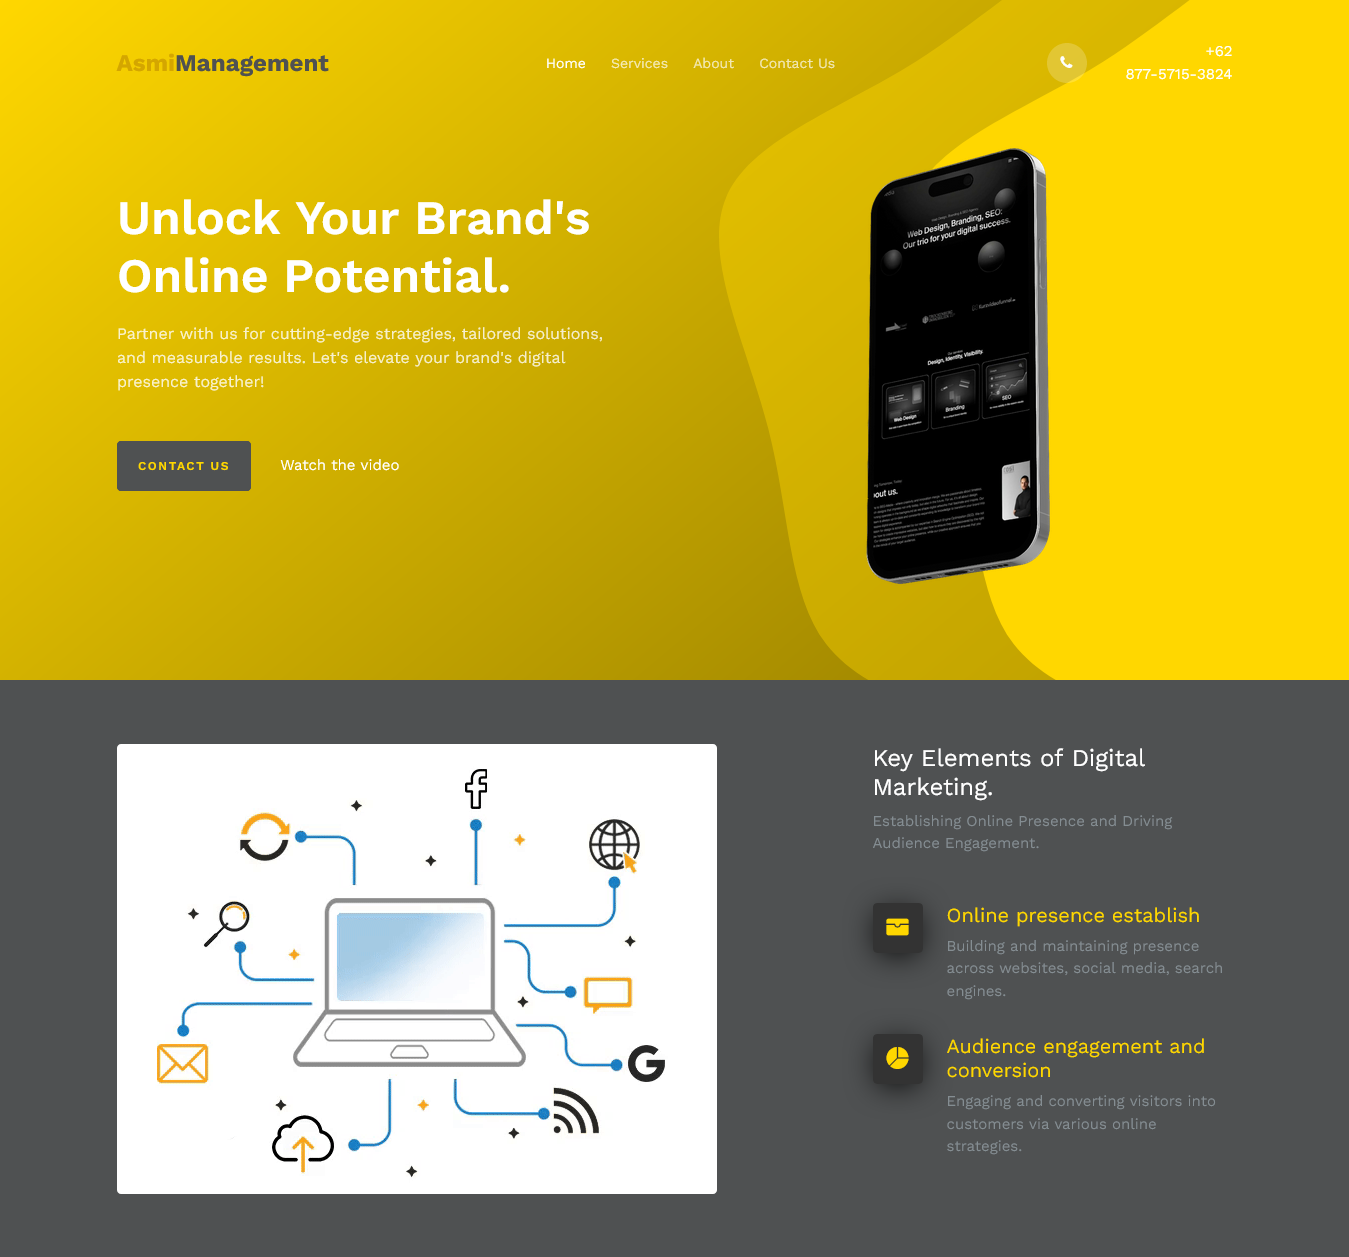 AsmiManagement
Home Services About Contact Us
+62
877-5715-3824
Unlock Your Brand's
Online Potential.
Partner with us for cutting-edge strategies, tailored solutions,
and measurable results. Let's elevate your brand's digital
presence together!
CONTACT US
Watch the video
Web Design, Branding, SEO:
Our trio for your digital success.
Design, Identity, Visibility.
Web Design
Branding
SEO
out us.
Key Elements of Digital
Marketing.
Establishing Online Presence and Driving
Audience Engagement.
Online presence establish
Building and maintaining presence
across websites, social media, search
engines.
Audience engagement and
conversion
Engaging and converting visitors into
customers via various online
strategies.